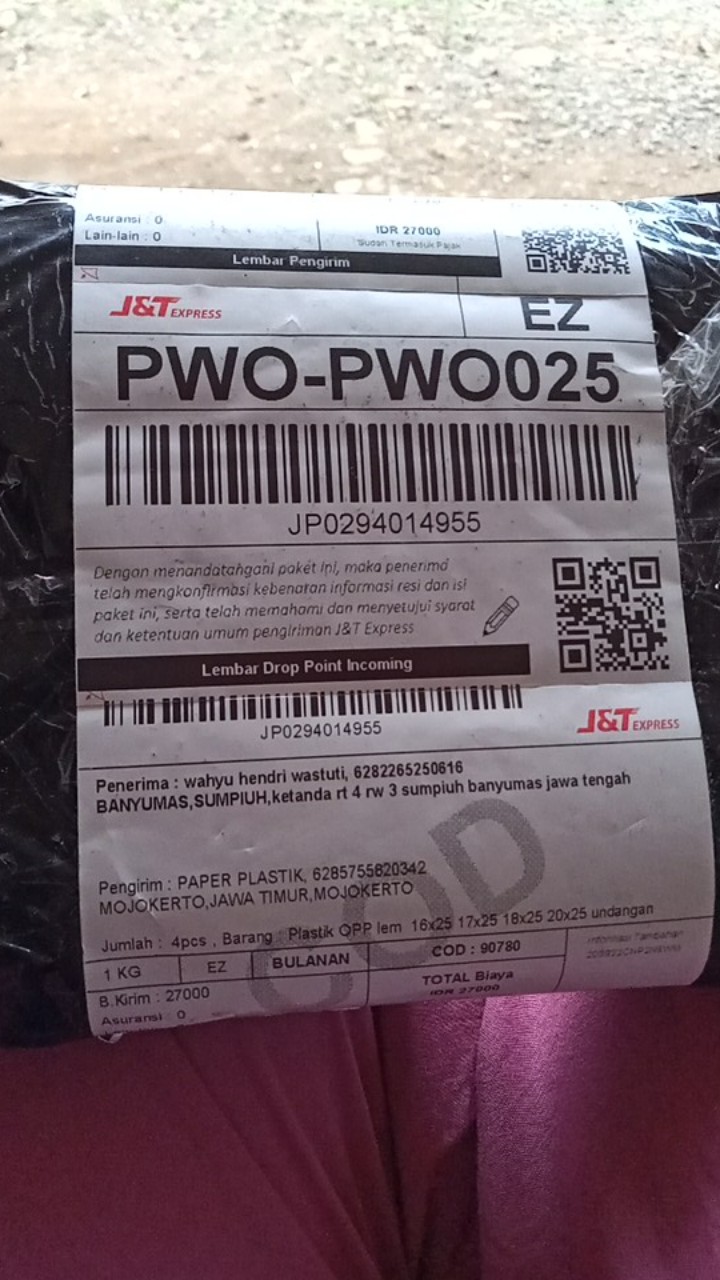 Asuransi : 0
Lain-lain : 0
IDR 27000
Sudah Termasuk Pajak
Lembar Pengirim
J&T EXPRESS
EZ
PWO-PWO025
JP0294014955
Dengan menandatangani paket ini, maka penerima
telah mengkonfirmasi kebenaran informasi resi dan isi
paket ini, serta telah memahami dan menyetujui syarat
dan ketentuan umum pengiriman J&T Express
Lembar Drop Point Incoming
JP0294014955
J&T EXPRESS
Penerima : wahyu hendri wastuti, 6282265250616
BANYUMAS,SUMPIUH,ketanda rt 4 rw 3 sumpiuh banyumas jawa tengah
COD
Pengirim : PAPER PLASTIK, 6285755820342
MOJOKERTO,JAWA TIMUR,MOJOKERTO
Jumlah : 4pcs , Barang : Plastik OPP lem 16x25 17x25 18x25 20x25 undangan
1 KG
EZ
BULANAN
COD : 90780
Informasi Tambahan
B.Kirim : 27000
TOTAL Biaya
IDR 27000
Asuransi : 0